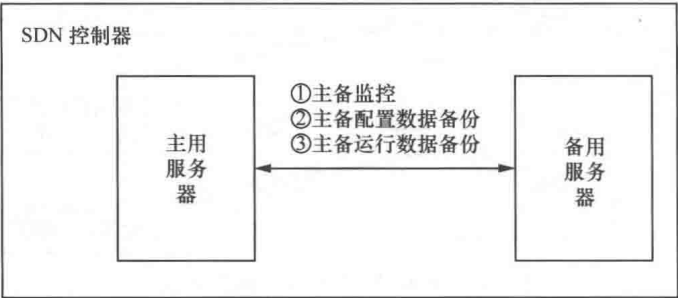 SDN 控制器
①主备监控
②主备配置数据备份
③主备运行数据备份
主用
服务
器
备用
服务
器